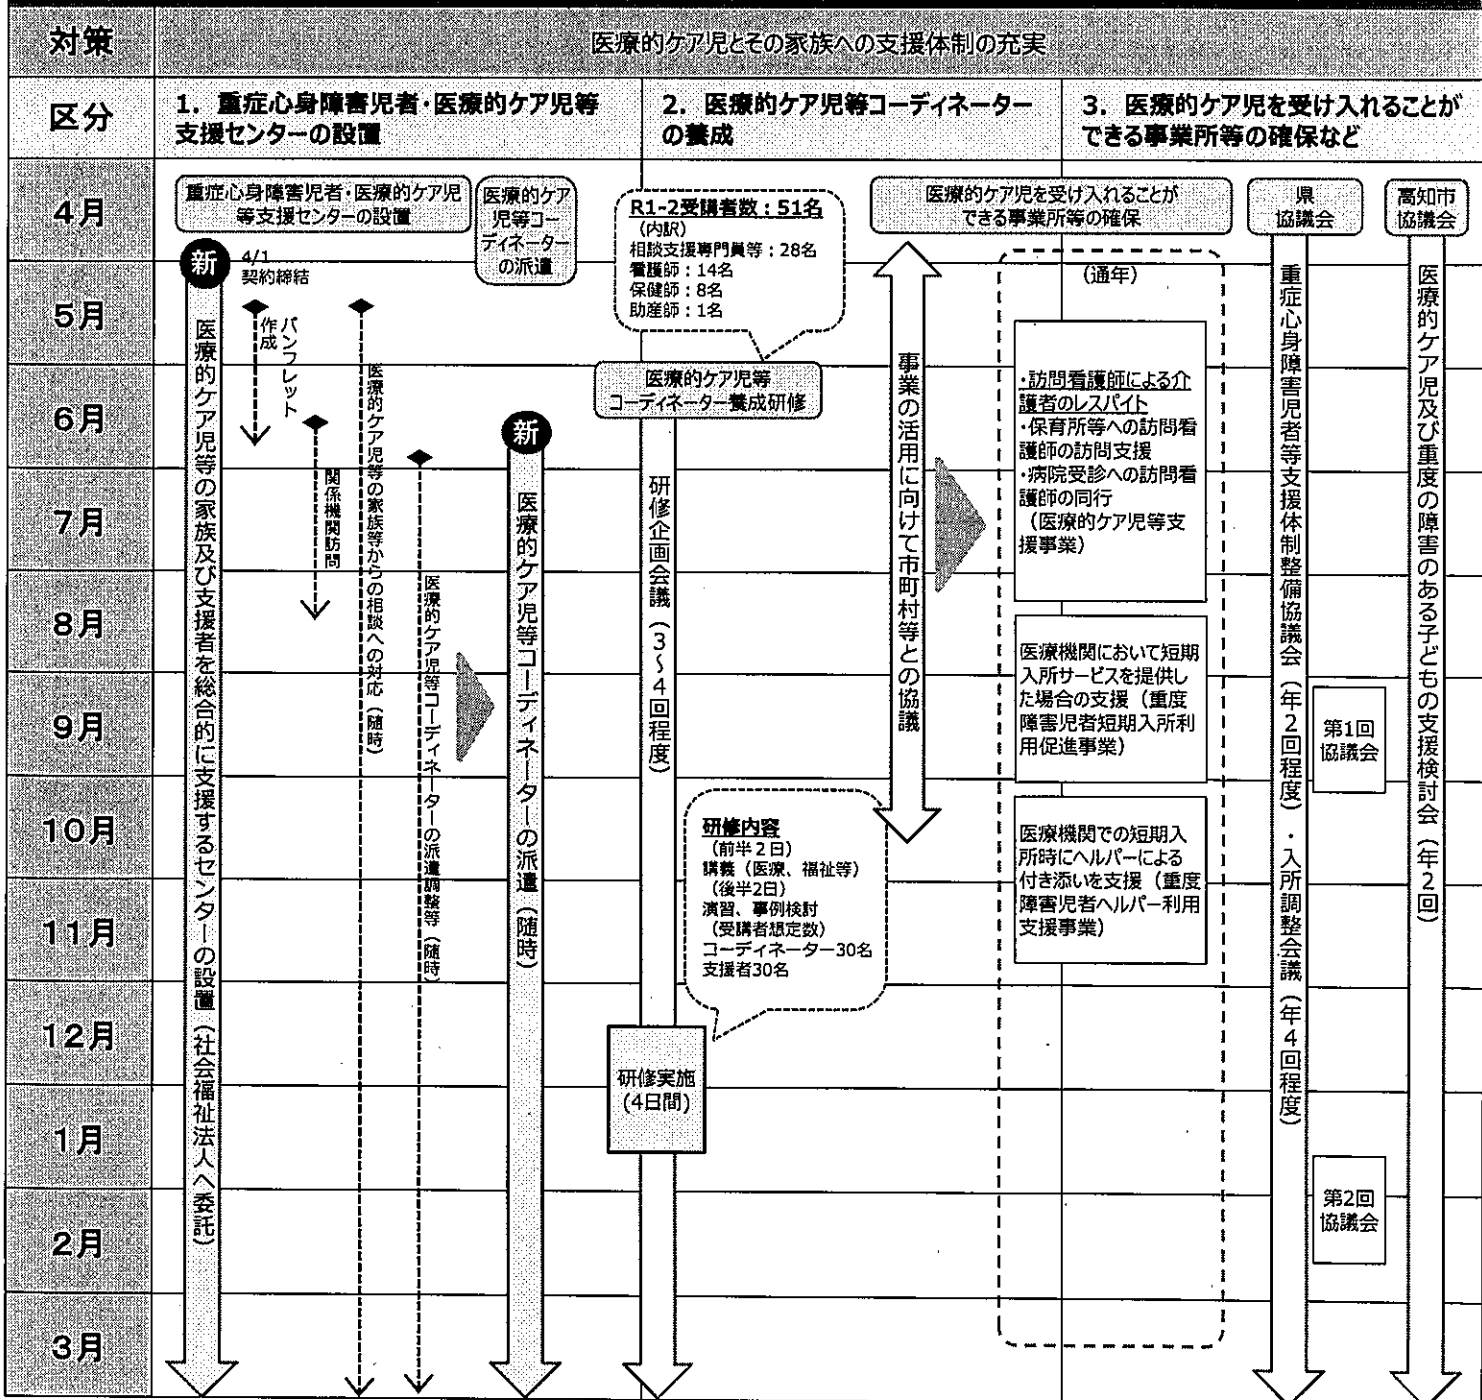 対策
医療的ケア児とその家族への支援体制の充実
区分
1. 重症心身障害児者・医療的ケア児等
支援センターの設置
2. 医療的ケア児等コーディネーター
の養成
3. 医療的ケア児を受け入れることが
できる事業所等の確保など
4月
5月
6月
7月
8月
9月
10月
11月
12月
1月
2月
3月
重症心身障害児者・医療的ケア児
等支援センターの設置
新
4/1
契約締結
医療的ケア児等の家族及び支援者を総合的に支援するセンターの設置（社会福祉法人へ委託）
パンフレット
作成
関係機関訪問
医療的ケア児等の家族等からの相談への対応（随時）
医療的ケア児等コーディネーターの派遣調整等（随時）
医療的ケア
児等コー
ディネーター
の派遣
新
医療的ケア児等コーディネーターの派遣（随時）
R1-2受講者数：51名
（内訳）
相談支援専門員等：28名
看護師：14名
保健師：8名
助産師：1名
医療的ケア児等
コーディネーター養成研修
研修企画会議（3～4回程度）
研修内容
（前半２日）
講義（医療、福祉等）
（後半2日）
演習、事例検討
（受講者想定数）
コーディネーター30名
支援者30名
研修実施
(4日間)
医療的ケア児を受け入れることが
できる事業所等の確保
事業の活用に向けて市町村等との協議
（通年）
・訪問看護師による介
護者のレスパイト
・保育所等への訪問看
護師の訪問支援
・病院受診への訪問看
護師の同行
（医療的ケア児等支
援事業）
医療機関において短期
入所サービスを提供し
た場合の支援（重度
障害児者短期入所利
用促進事業）
医療機関での短期入
所時にヘルパーによる
付き添いを支援（重度
障害児者ヘルパー利用
支援事業）
県
協議会
重症心身障害児者等支援体制整備協議会（年2回程度）・入所調整会議（年4回程度）
第1回
協議会
第2回
協議会
高知市
協議会
医療的ケア児及び重度の障害のある子どもの支援検討会（年2回）